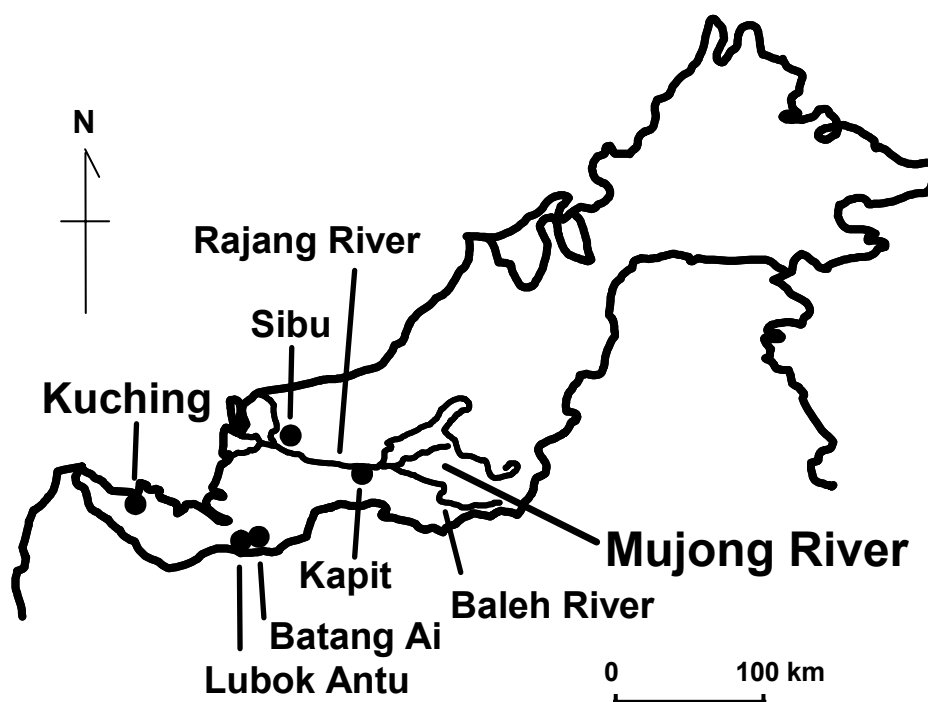 N
Rajang River
Sibu
Kuching
Mujong River
Kapit
Baleh River
Batang Ai
Lubok Antu
0 100 km